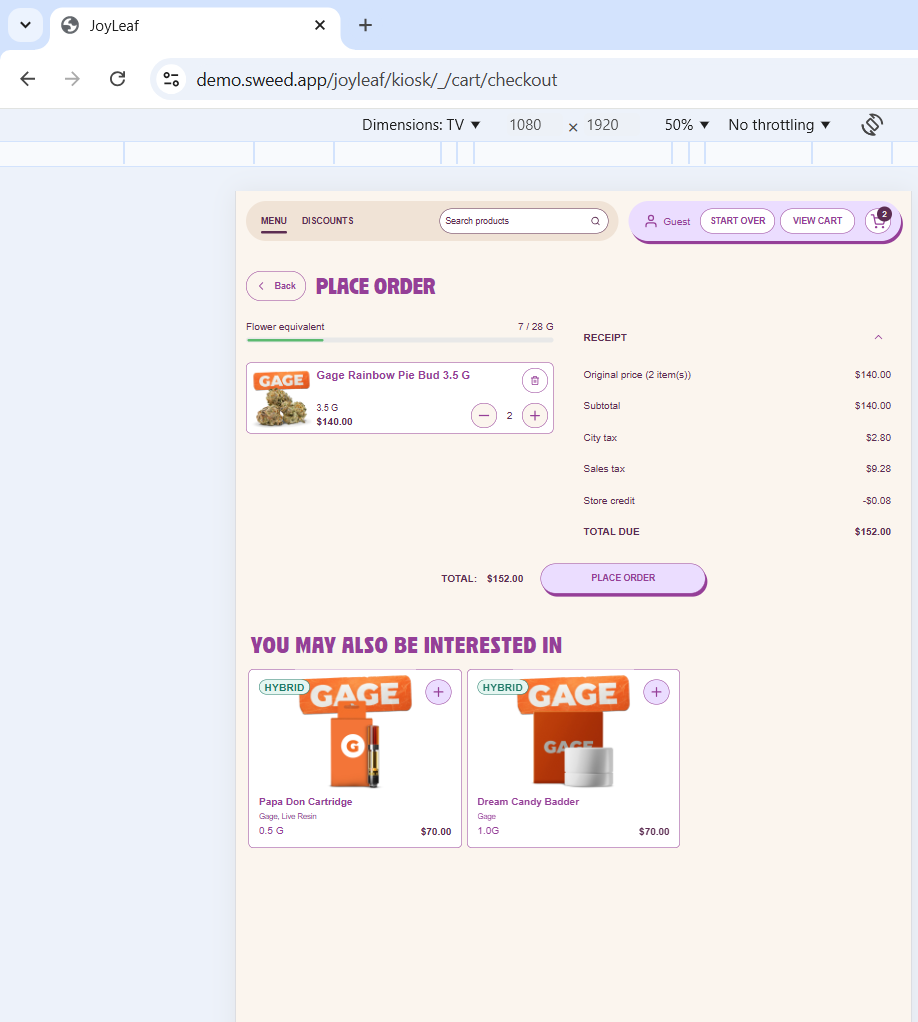 JoyLeaf
demo.sweed.app/joyleaf/kiosk/_/cart/checkout
Dimensions: TV 1080 × 1920 50% No throttling
MENU DISCOUNTS Search products Guest START OVER VIEW CART 2
Back PLACE ORDER
Flower equivalent 7 / 28 G
GAGE
Gage Rainbow Pie Bud 3.5 G
3.5 G
$140.00
2
RECEIPT
Original price (2 item(s)) $140.00
Subtotal $140.00
City tax $2.80
Sales tax $9.28
Store credit -$0.08
TOTAL DUE $152.00
TOTAL: $152.00 PLACE ORDER
YOU MAY ALSO BE INTERESTED IN
HYBRID
GAGE
G
Papa Don Cartridge
Gage, Live Resin
0.5 G $70.00
HYBRID
GAGE
GAGE
Dream Candy Badder
Gage
1.0G $70.00